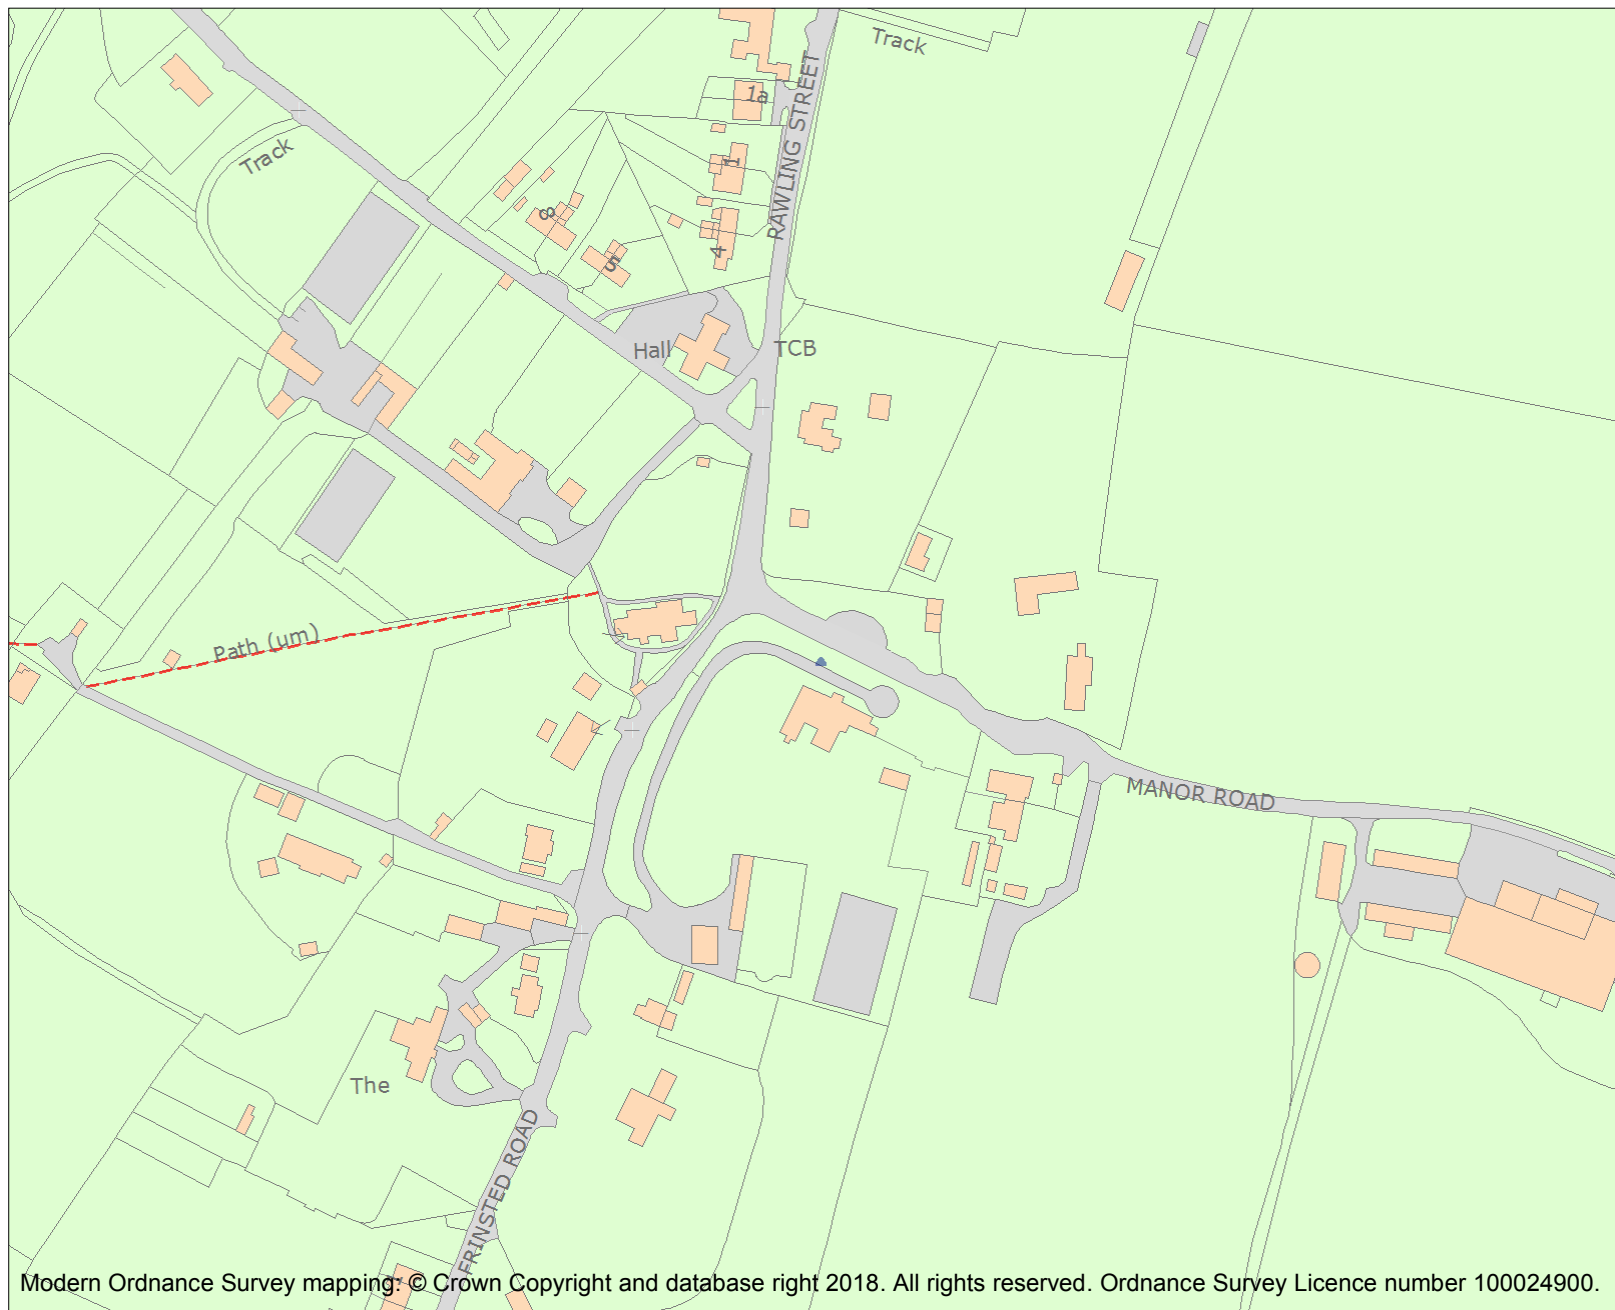 Track
1a
RAWLING STREET
Track
1
8
4
5
Hall
TCB
Path (um)
MANOR ROAD
The
FRINSTED ROAD
Modern Ordnance Survey mapping: © Crown Copyright and database right 2018. All rights reserved. Ordnance Survey Licence number 100024900.